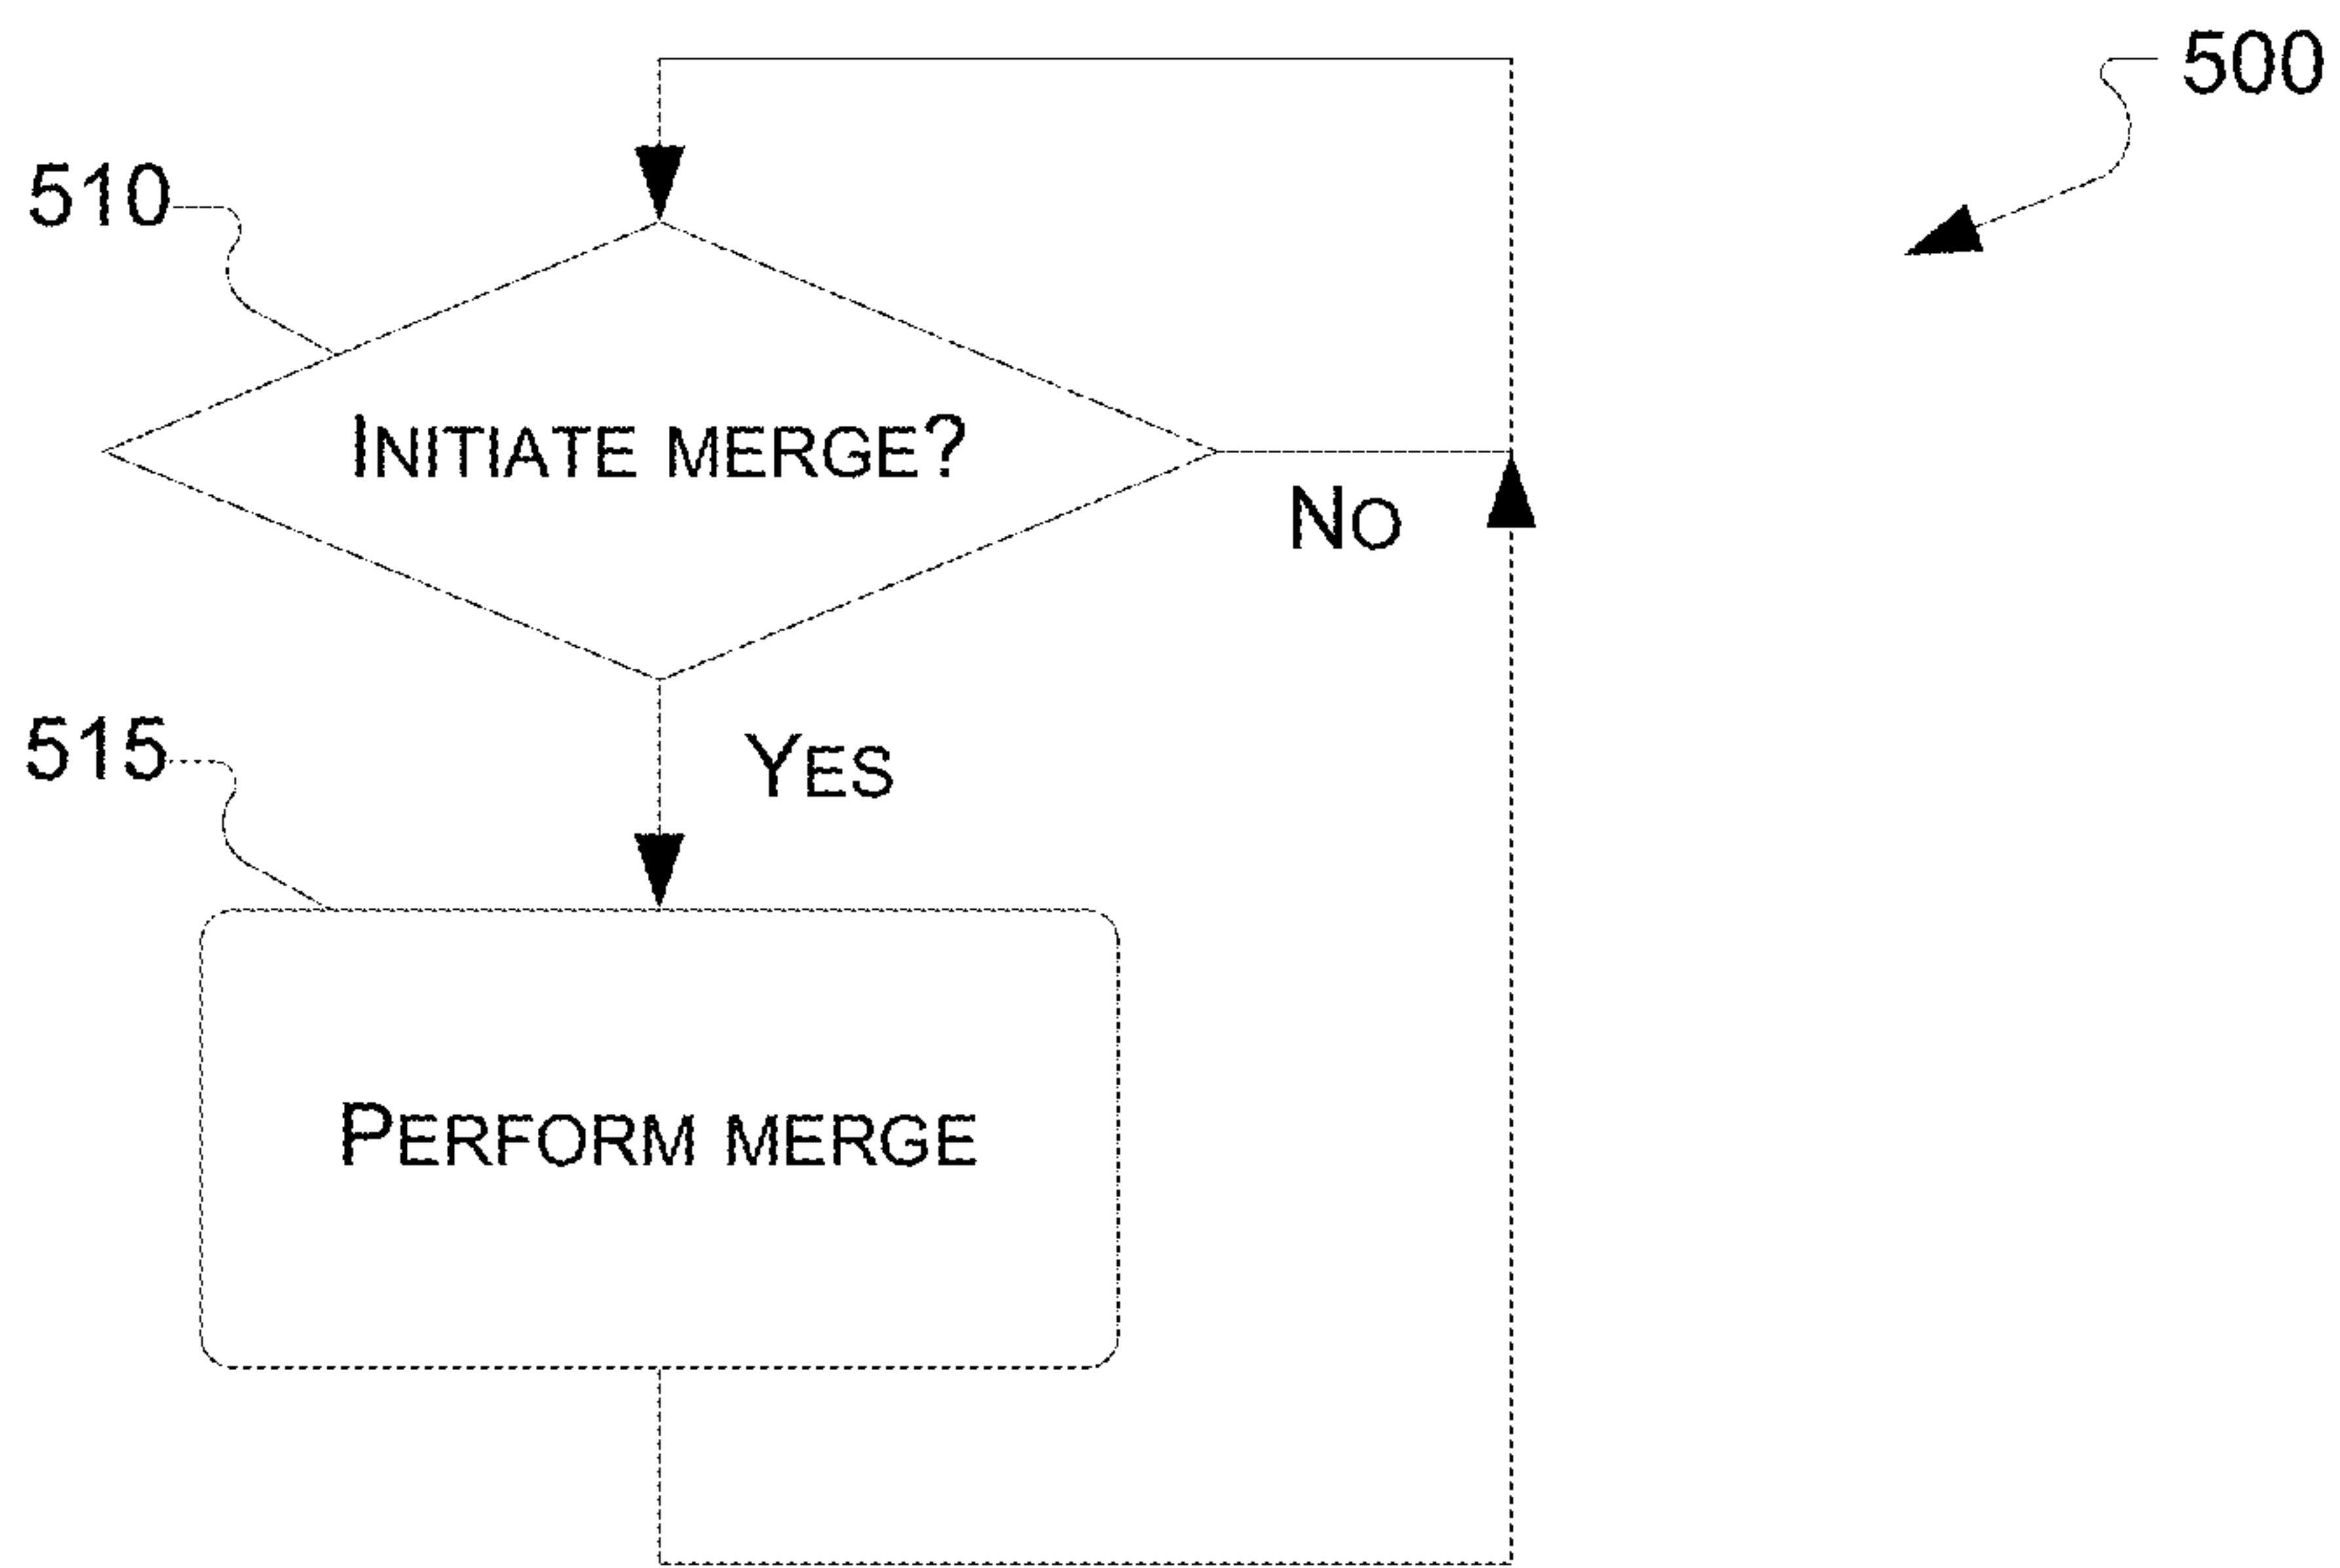 500
510
INITIATE MERGE?
NO
YES
515
PERFORM MERGE